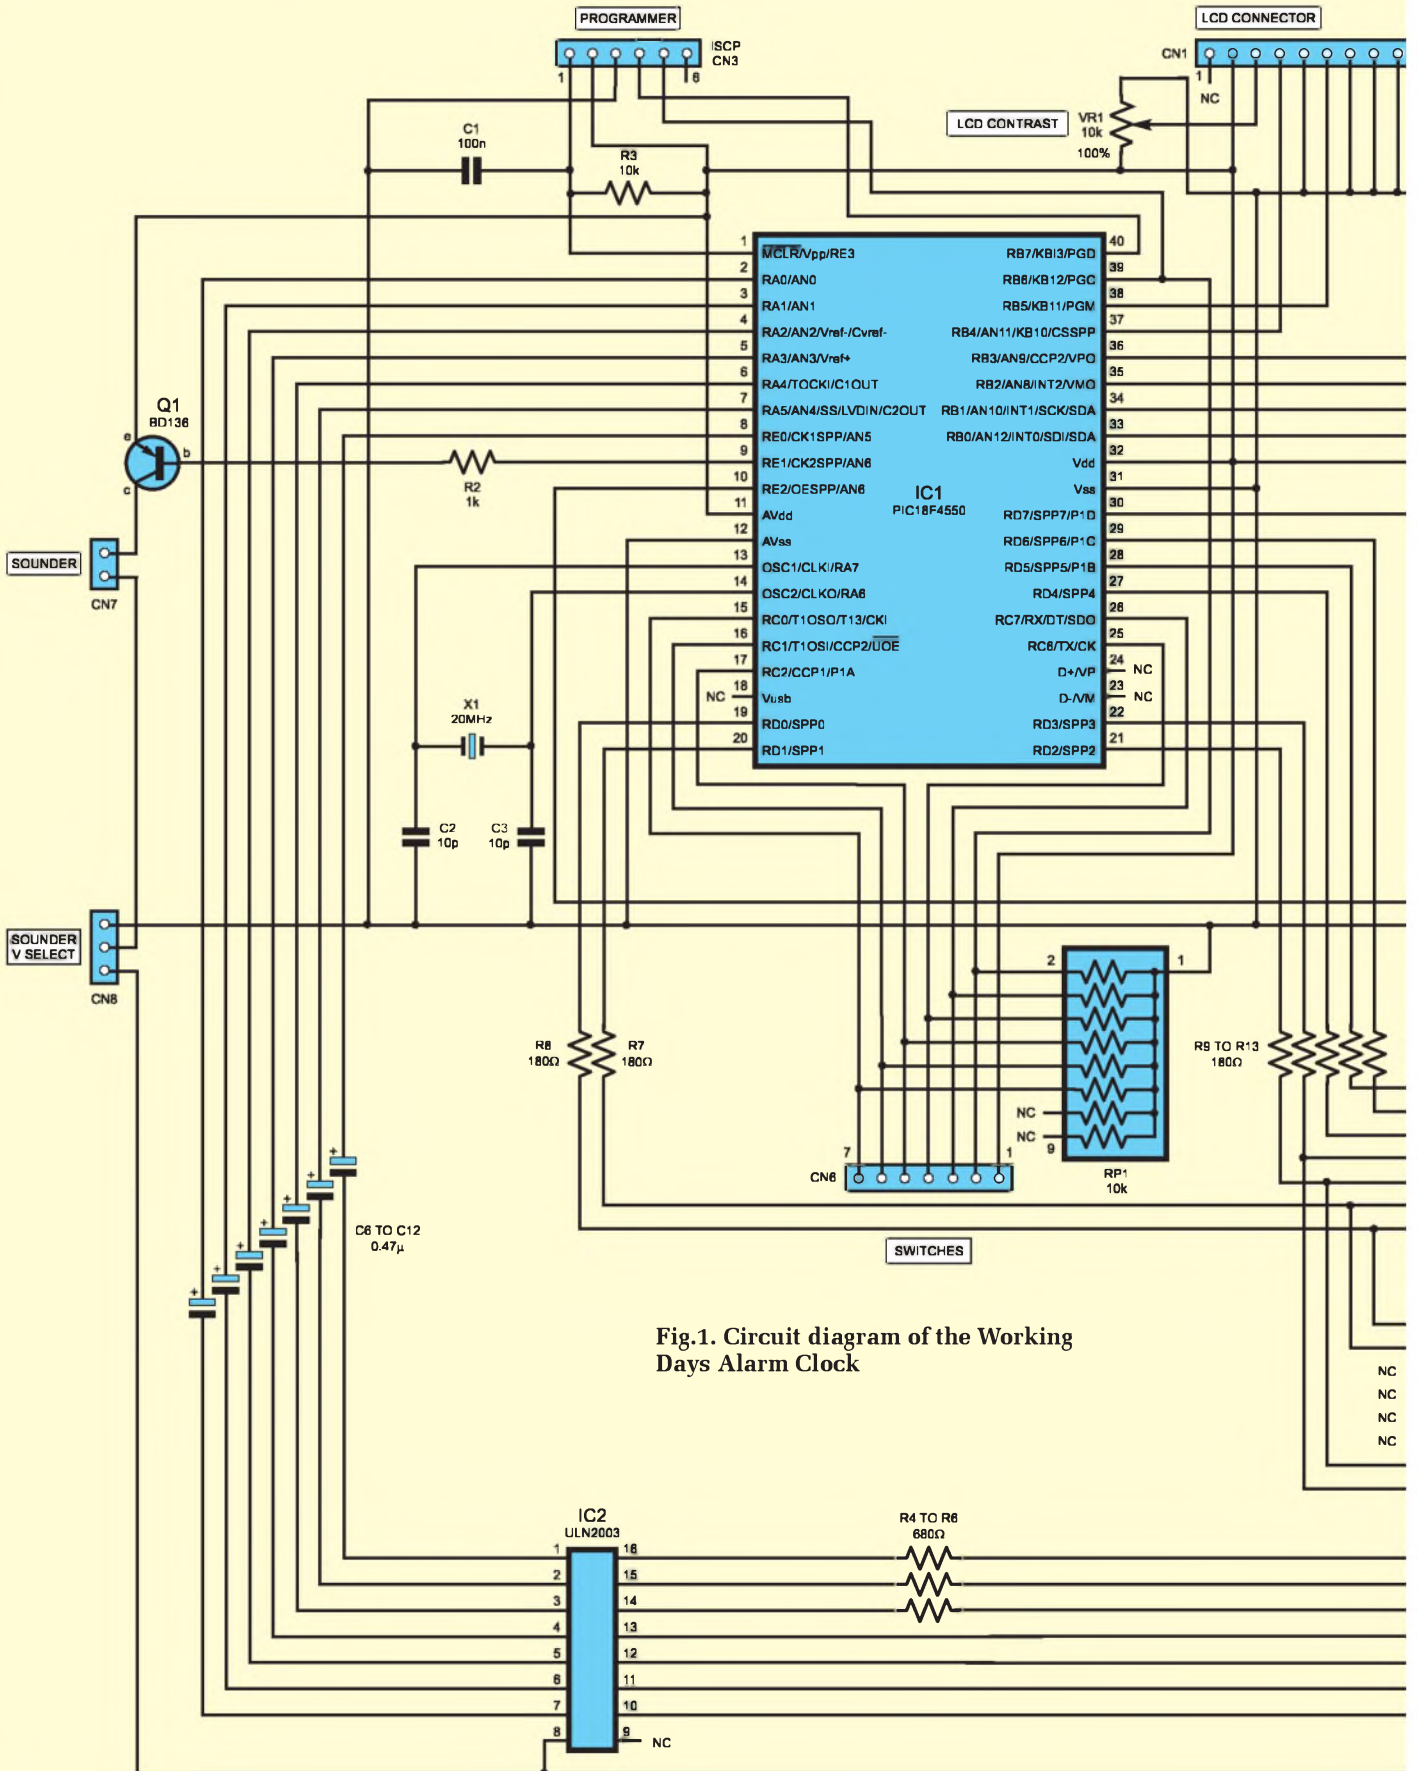 PROGRAMMER
LCD CONNECTOR
ISCP
CN3
1
6
CN1
1
NC
LCD CONTRAST
VR1
10k
100%
C1
100n
R3
10k
1
2
3
4
5
6
7
8
9
10
11
12
13
14
15
16
17
18
19
20
NC
MCLR/Vpp/RE3
RA0/AN0
RA1/AN1
RA2/AN2/Vref-/Cvref-
RA3/AN3/Vref+
RA4/TOCKI/C1OUT
RA5/AN4/SS/LVDIN/C2OUT
RE0/CK1SPP/AN5
RE1/CK2SPP/AN6
RE2/OESPP/AN6
AVdd
AVss
OSC1/CLKI/RA7
OSC2/CLKO/RA6
RC0/T1OSO/T13/CKI
RC1/T1OSI/CCP2/UOE
RC2/CCP1/P1A
Vusb
RD0/SPP0
RD1/SPP1
IC1
PIC18F4550
RB7/KBI3/PGD
RB6/KB12/PGC
RB5/KB11/PGM
RB4/AN11/KB10/CSSPP
RB3/AN9/CCP2/VPO
RB2/AN8/INT2/VMO
RB1/AN10/INT1/SCK/SDA
RB0/AN12/INT0/SDI/SDA
Vdd
Vss
RD7/SPP7/P1D
RD6/SPP6/P1C
RD5/SPP5/P1B
RD4/SPP4
RC7/RX/DT/SDO
RC6/TX/CK
D+/VP
D-/VM
RD3/SPP3
RD2/SPP2
40
39
38
37
36
35
34
33
32
31
30
29
28
27
26
25
24
23
22
21
NC
NC
Q1
BD136
e
b
c
R2
1k
SOUNDER
CN7
X1
20MHz
C2
10p
C3
10p
SOUNDER
V SELECT
CN8
R8
180Ω
R7
180Ω
2
1
NC
NC
9
RP1
10k
R9 TO R13
180Ω
7
1
CN6
SWITCHES
+
+
+
+
+
+
+
C6 TO C12
0.47µ
Fig.1. Circuit diagram of the Working
Days Alarm Clock
NC
NC
NC
NC
IC2
ULN2003
1
2
3
4
5
6
7
8
16
15
14
13
12
11
10
9
NC
R4 TO R6
680Ω